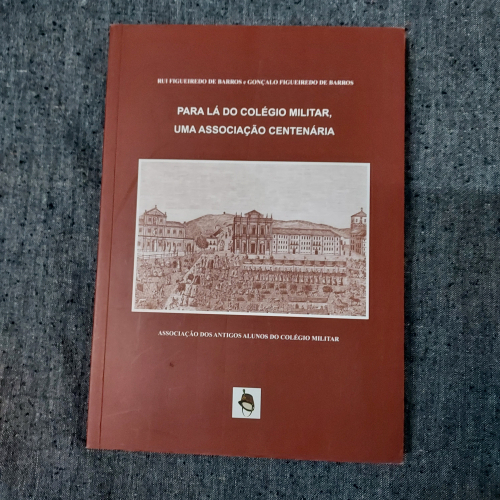 RUI FIGUEIREDO DE BARROS e GONÇALO FIGUEIREDO DE BARROS
PARA LÁ DO COLÉGIO MILITAR,
UMA ASSOCIAÇÃO CENTENÁRIA
ASSOCIAÇÃO DOS ANTIGOS ALUNOS DO COLÉGIO MILITAR